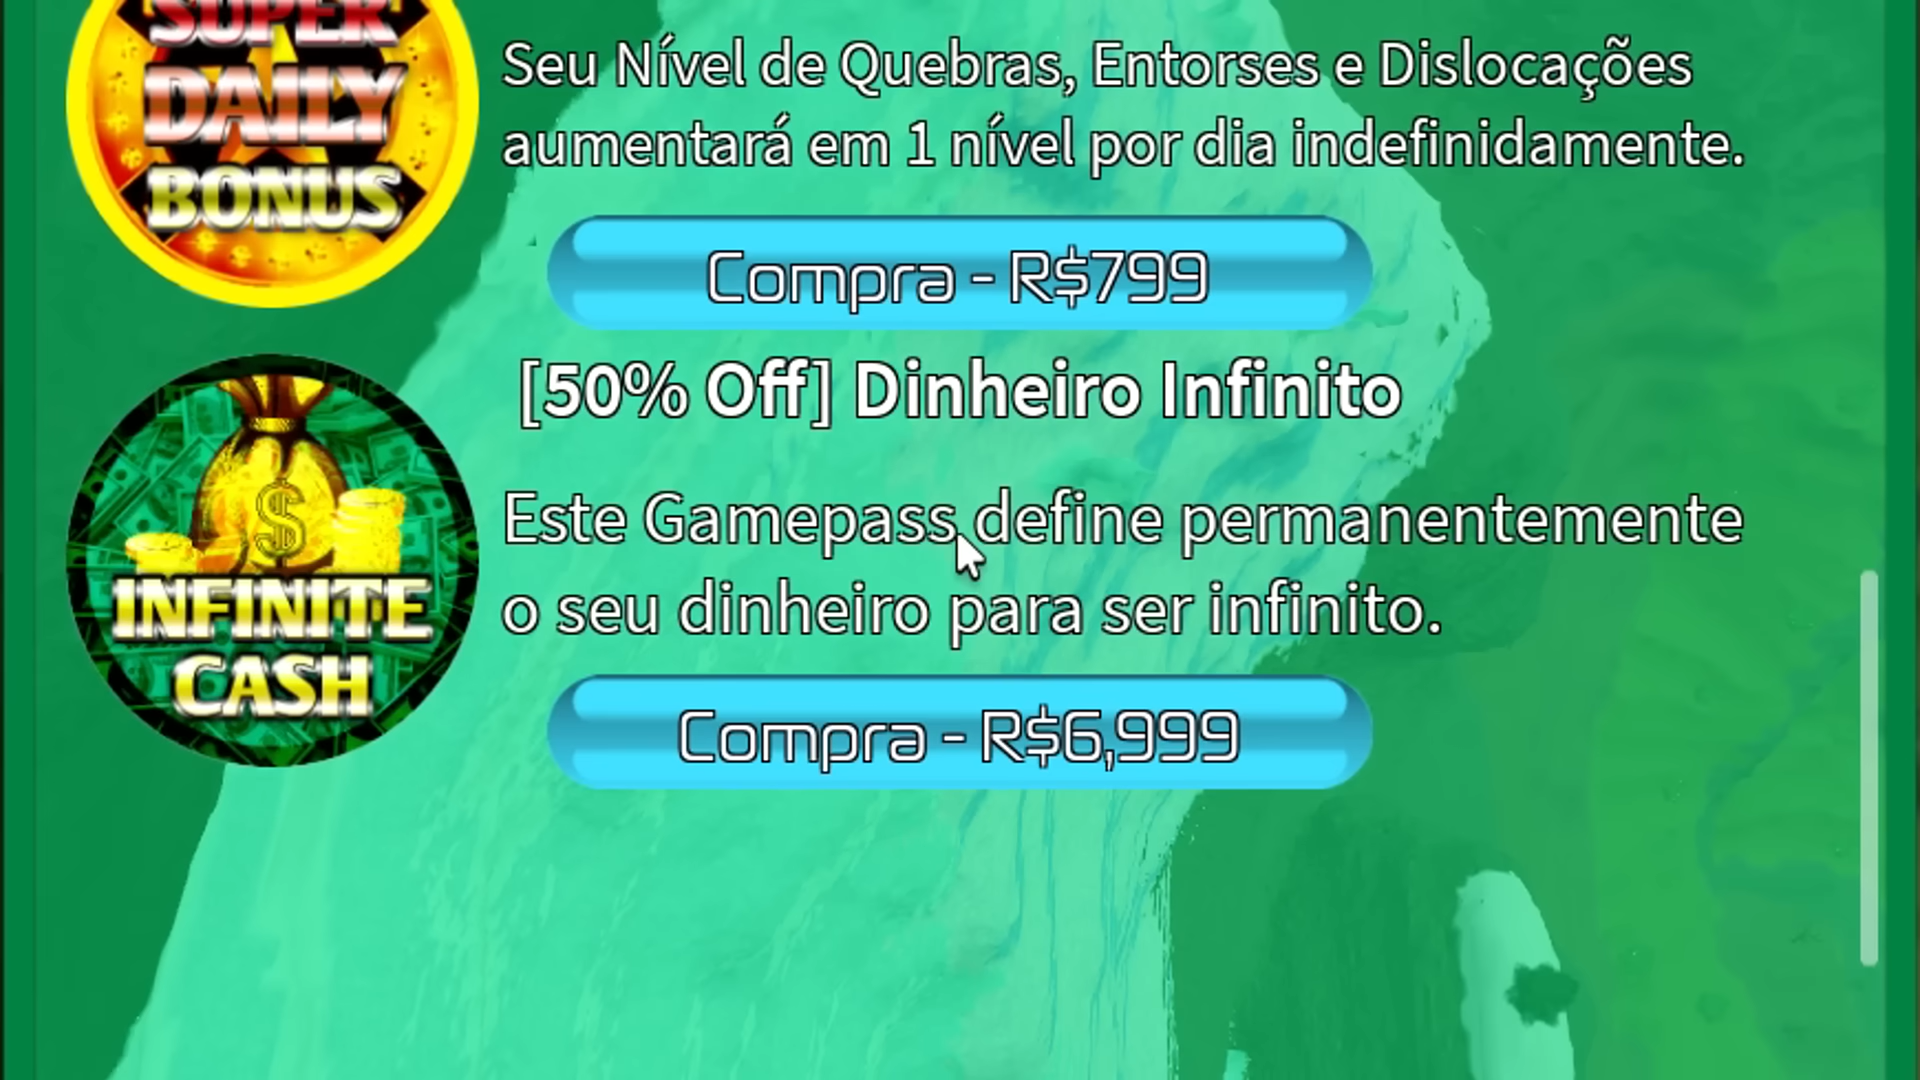 SUPER
DAILY
BONUS
Seu Nível de Quebras, Entorses e Dislocações
aumentará em 1 nível por dia indefinidamente.
Compra - R$799
[50% Off] Dinheiro Infinito
Este Gamepass define permanentemente
o seu dinheiro para ser infinito.
$
INFINITE
CASH
Compra - R$6,999